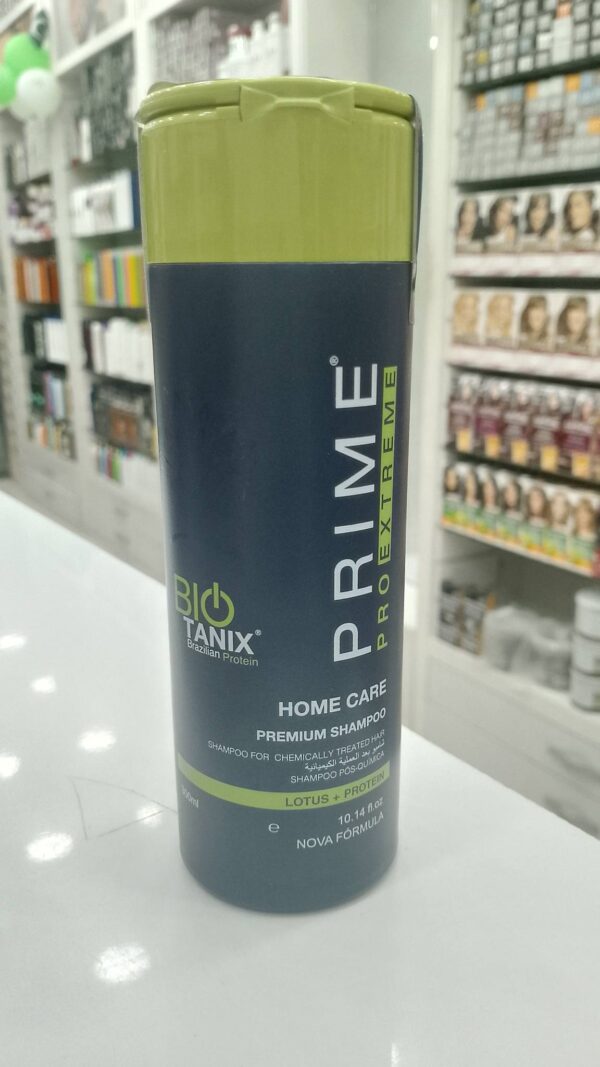 PRIME®
PRO EXTREME
BIO
TANIX®
Brazilian Protein
HOME CARE
PREMIUM SHAMPOO
SHAMPOO FOR CHEMICALLY TREATED HAIR
شامبو بعد العملية الكيميائية
SHAMPOO PÓS-QUÍMICA
LOTUS + PROTEIN
300ml
℮
10.14 fl.oz
NOVA FÓRMULA